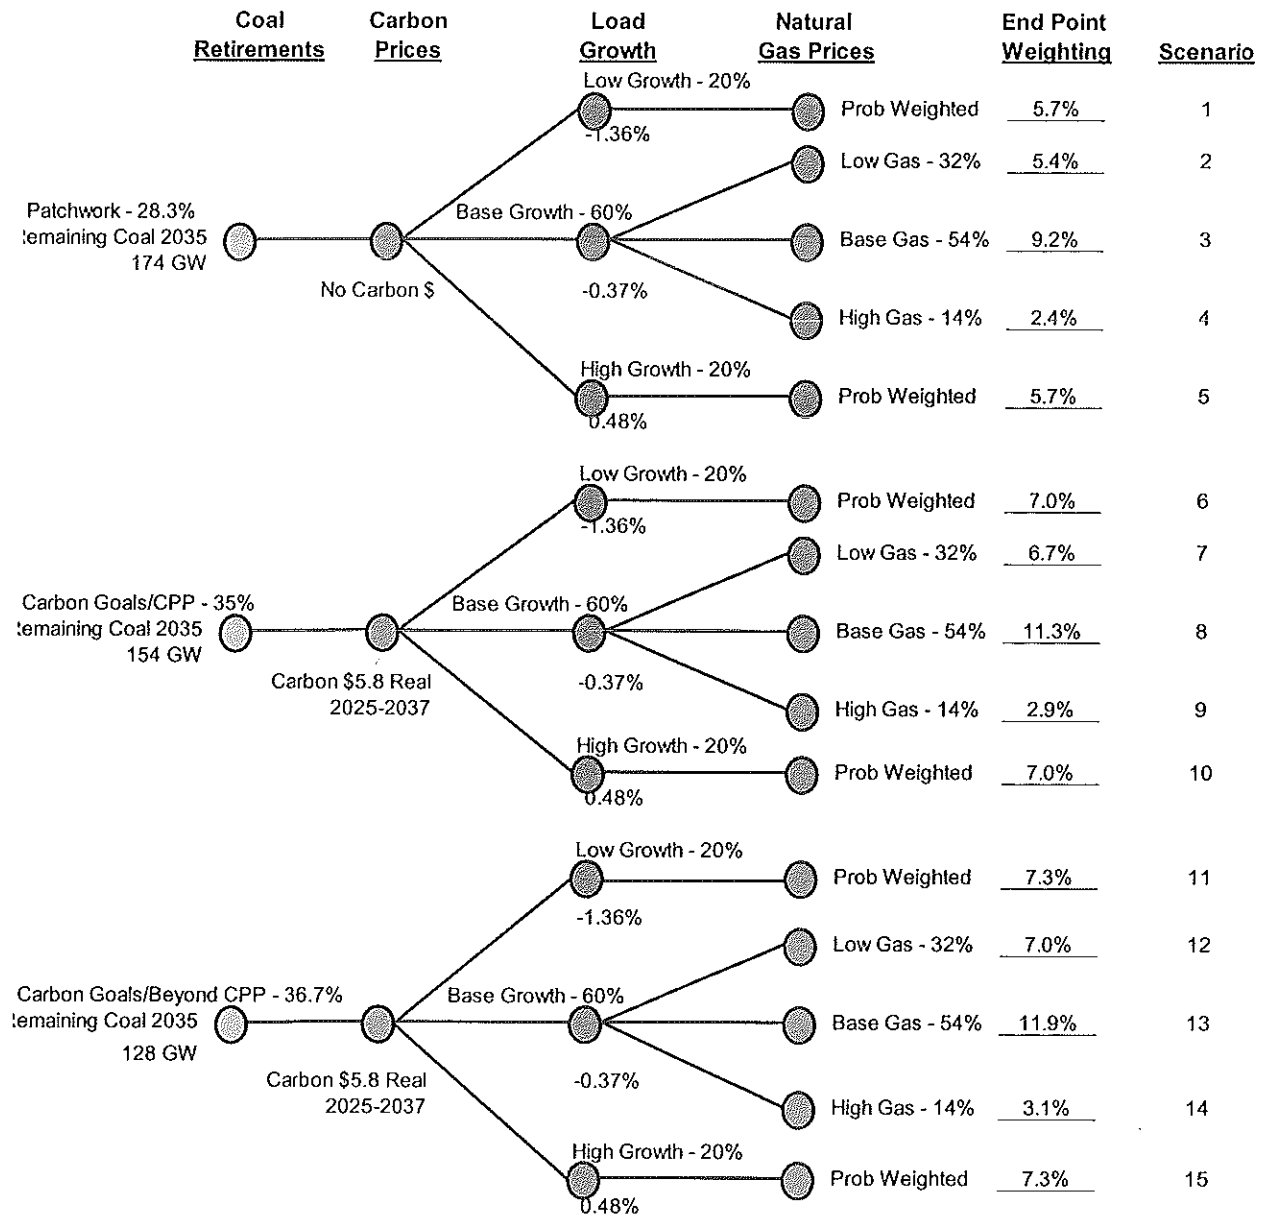 Coal Retirements
Carbon Prices
Load Growth
Natural Gas Prices
End Point Weighting
Scenario
Low Growth - 20%
-1.36%
Prob Weighted 5.7% 1
Low Gas - 32% 5.4% 2
Patchwork - 28.3%
:emaining Coal 2035
174 GW
No Carbon $
Base Growth - 60%
-0.37%
Base Gas - 54% 9.2% 3
High Gas - 14% 2.4% 4
High Growth - 20%
0.48%
Prob Weighted 5.7% 5
Low Growth - 20%
-1.36%
Prob Weighted 7.0% 6
Low Gas - 32% 6.7% 7
Carbon Goals/CPP - 35%
:emaining Coal 2035
154 GW
Carbon $5.8 Real
2025-2037
Base Growth - 60%
-0.37%
Base Gas - 54% 11.3% 8
High Gas - 14% 2.9% 9
High Growth - 20%
0.48%
Prob Weighted 7.0% 10
Low Growth - 20%
-1.36%
Prob Weighted 7.3% 11
Low Gas - 32% 7.0% 12
Carbon Goals/Beyond CPP - 36.7%
:emaining Coal 2035
128 GW
Carbon $5.8 Real
2025-2037
Base Growth - 60%
-0.37%
Base Gas - 54% 11.9% 13
High Gas - 14% 3.1% 14
High Growth - 20%
0.48%
Prob Weighted 7.3% 15